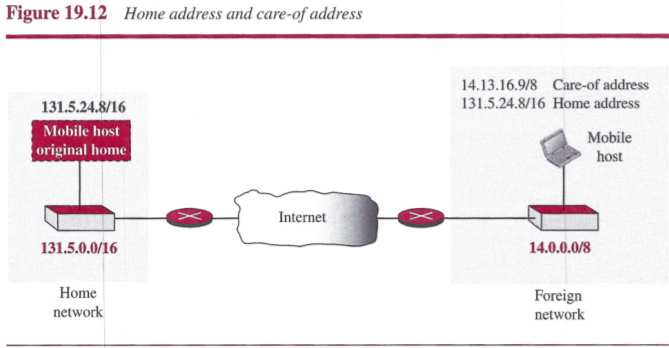 Figure 19.12 Home address and care-of address
14.13.16.9/8 Care-of address
131.5.24.8/16 Home address
131.5.24.8/16
Mobile host
original home
Mobile
host
Internet
131.5.0.0/16
14.0.0.0/8
Home
network
Foreign
network